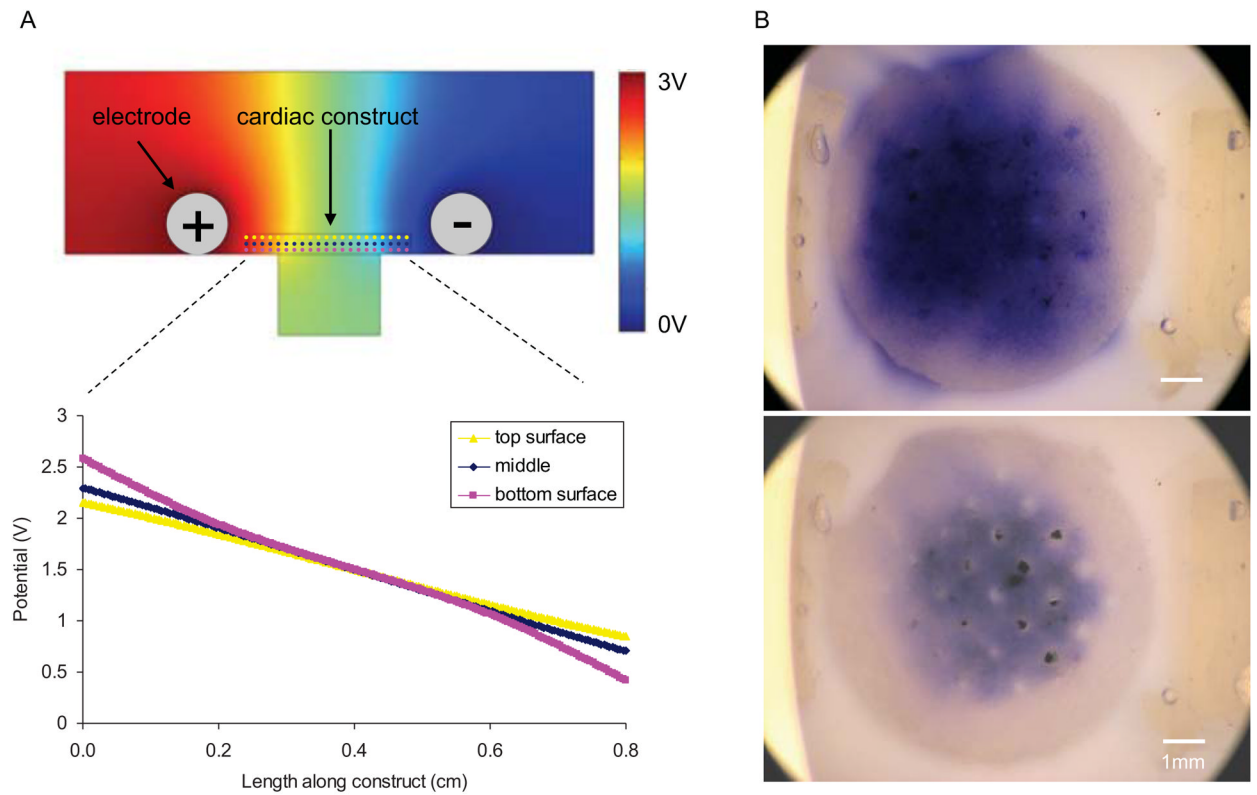 A
B
3V
electrode
cardiac construct
+
-
0V
3
top surface
2.5
middle
bottom surface
2
Potential (V)
1.5
1
0.5
0
0.0
0.2
0.4
0.6
0.8
Length along construct (cm)
1mm